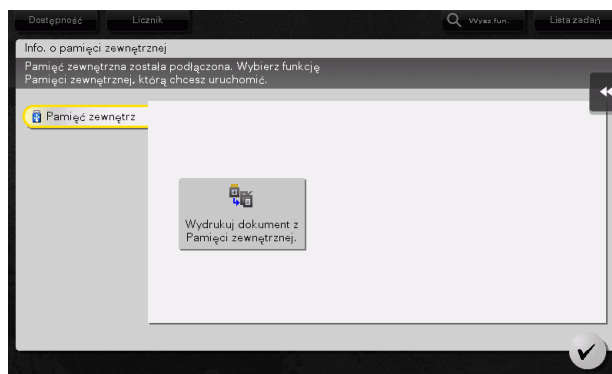 Dostępność Licznik Wysz.fun. Lista zadań
Info. o pamięci zewnętrznej
Pamięć zewnętrzna została podłączona. Wybierz funkcję
Pamięci zewnętrznej, którą chcesz uruchomić.
Pamięć zewnętrz
Wydrukuj dokument z
Pamięci zewnętrznej.